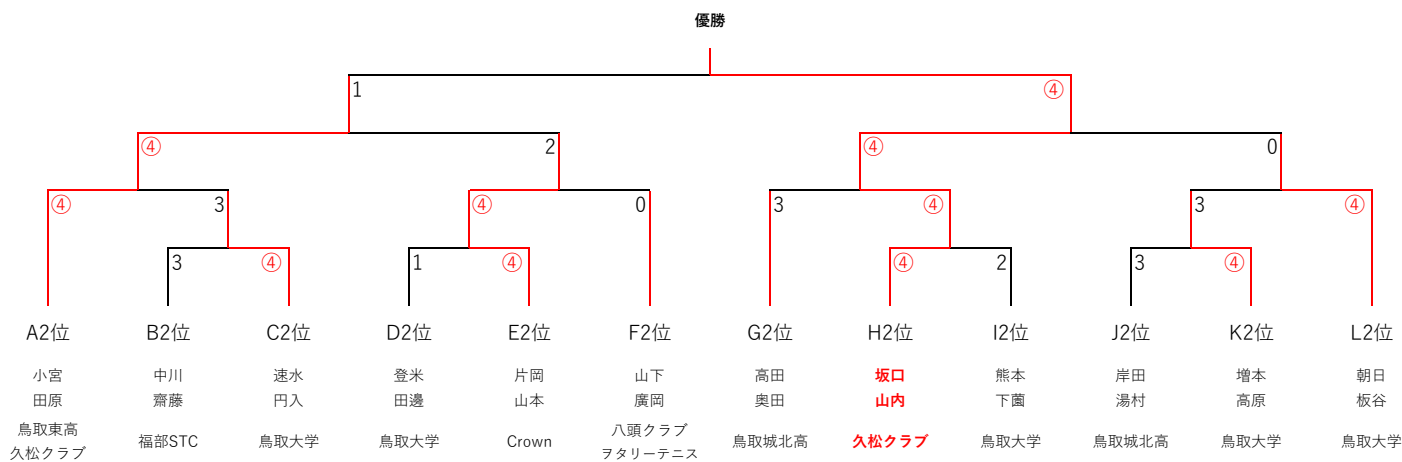 優勝
1 ④
④ 2 ④ 0
④ 3 ④ 0 3 ④ 3 ④
3 ④ 1 ④ ④ 2 3 ④
A2位 B2位 C2位 D2位 E2位 F2位 G2位 H2位 I2位 J2位 K2位 L2位
小宮 中川 速水 登米 片岡 山下 高田 坂口 熊本 岸田 増本 朝日
田原 齋藤 円入 田邊 山本 廣岡 奥田 山内 下薗 湯村 高原 板谷
鳥取東高 八頭クラブ
福部STC 鳥取大学 鳥取大学 Crown 鳥取城北高 久松クラブ 鳥取大学 鳥取城北高 鳥取大学 鳥取大学
久松クラブ ヲタリーテニス